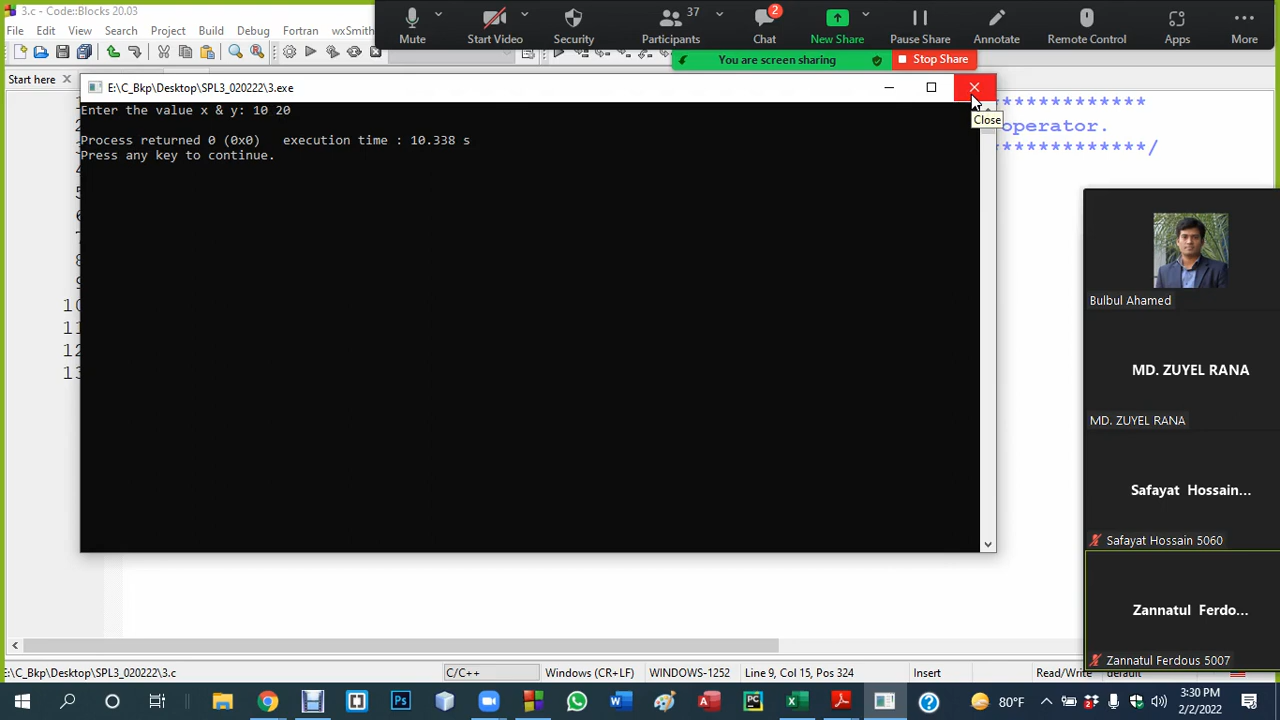 3.c - Code::Blocks 20.03
File Edit View Search Project Build Debug Fortran wxSmith
Mute Start Video Security 37 Participants 2 Chat New Share Pause Share Annotate Remote Control Apps More
You are screen sharing Stop Share
Start here
E:\C_Bkp\Desktop\SPL3_020222\3.exe
Close
Enter the value x & y: 10 20
Process returned 0 (0x0) execution time : 10.338 s
Press any key to continue.
*************
operator.
*************/
10
11
12
13
Bulbul Ahamed
MD. ZUYEL RANA
MD. ZUYEL RANA
Safayat Hossain...
Safayat Hossain 5060
Zannatul Ferdo...
Zannatul Ferdous 5007
E:\C_Bkp\Desktop\SPL3_020222\3.c C/C++ Windows (CR+LF) WINDOWS-1252 Line 9, Col 15, Pos 324 Insert Read/Write default
80°F
3:30 PM
2/2/2022